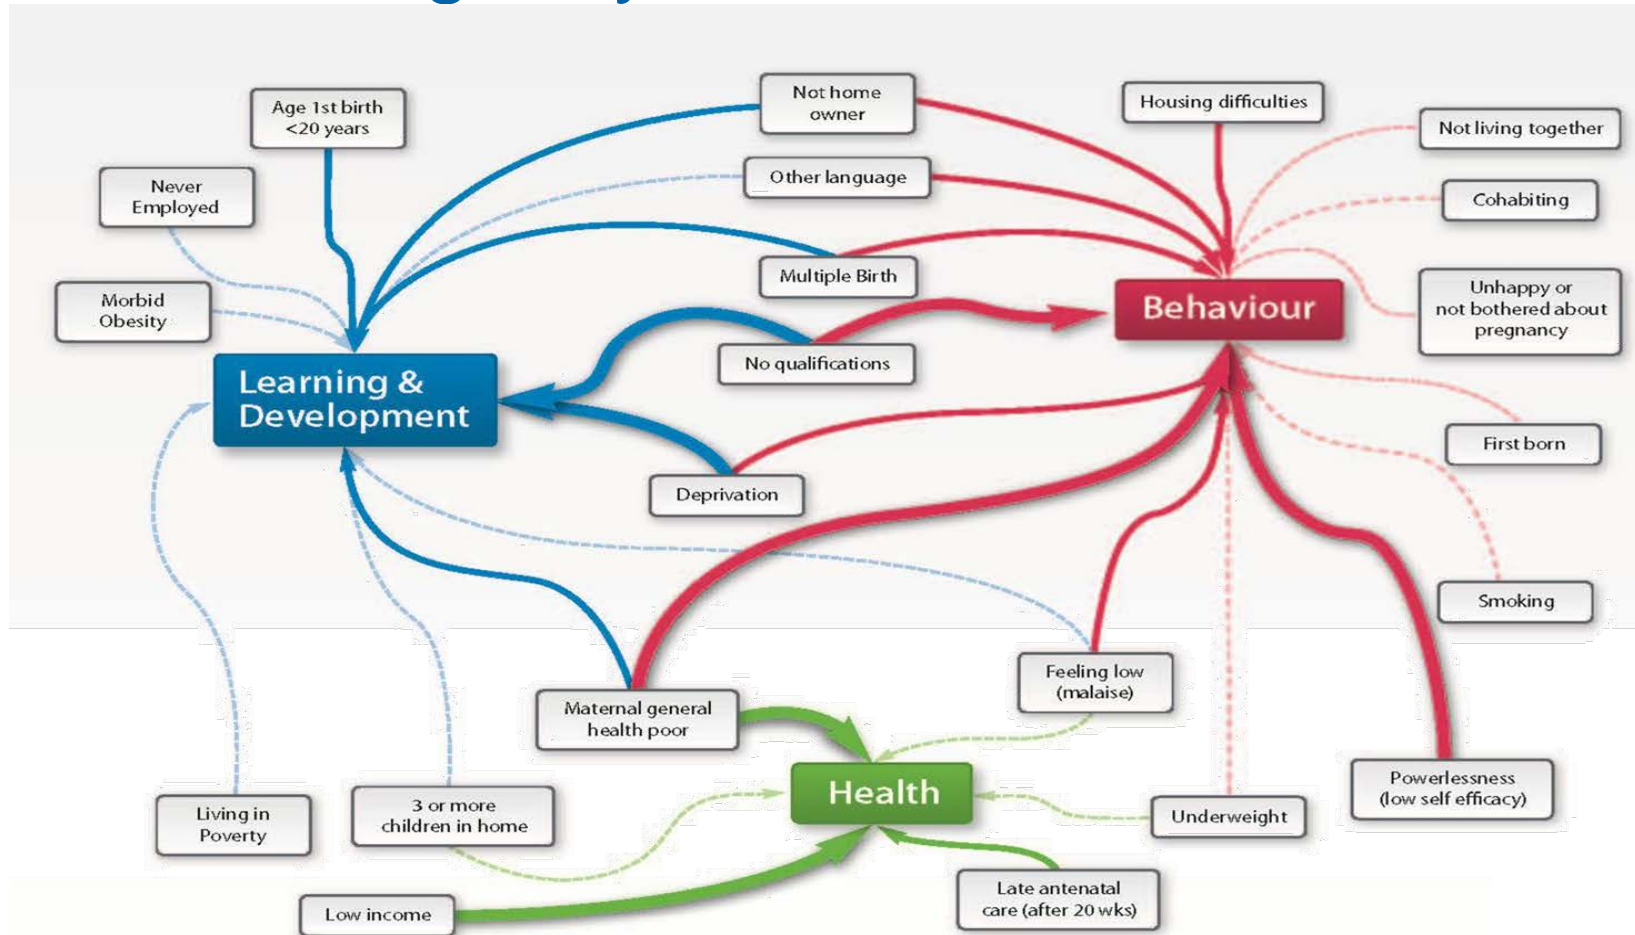 Age 1st birth
<20 years
Not home
owner
Housing difficulties
Not living together
Never
Employed
Other language
Cohabiting
Morbid
Obesity
Multiple Birth
Behaviour
Unhappy or
not bothered about
pregnancy
Learning &
Development
No qualifications
First born
Deprivation
Smoking
Feeling low
(malaise)
Maternal general
health poor
Health
Powerlessness
(low self efficacy)
Living in
Poverty
3 or more
children in home
Underweight
Low income
Late antenatal
care (after 20 wks)